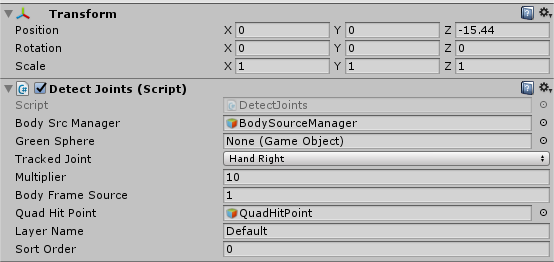 Transform
Position X 0 Y 0 Z -15.44
Rotation X 0 Y 0 Z 0
Scale X 1 Y 1 Z 1
C# Detect Joints (Script)
Script C# DetectJoints
Body Src Manager BodySourceManager
Green Sphere None (Game Object)
Tracked Joint Hand Right
Multiplier 10
Body Frame Source 1
Quad Hit Point QuadHitPoint
Layer Name Default
Sort Order 0